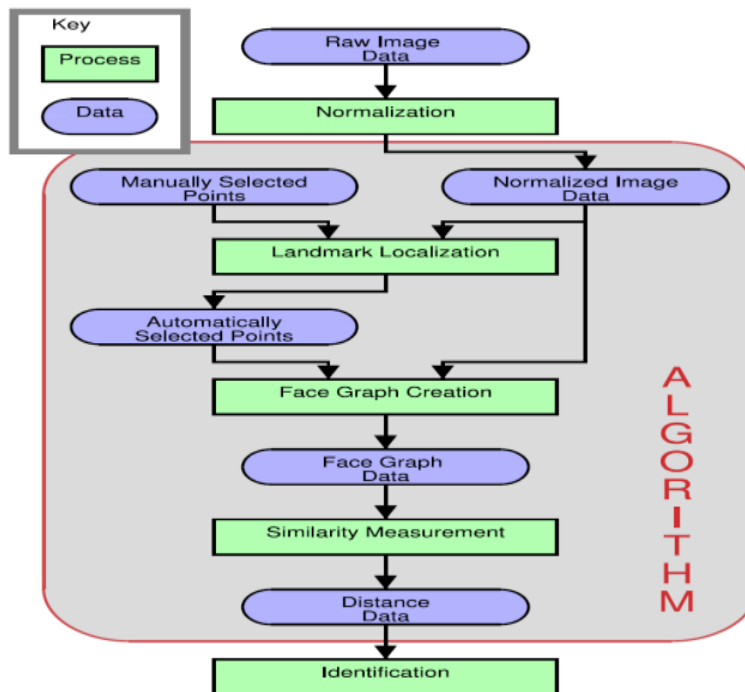 Key
Process
Data
Raw Image
Data
Normalization
Manually Selected
Points
Normalized Image
Data
Landmark Localization
Automatically
Selected Points
Face Graph Creation
Face Graph
Data
Similarity Measurement
Distance
Data
Identification
ALGORITHM